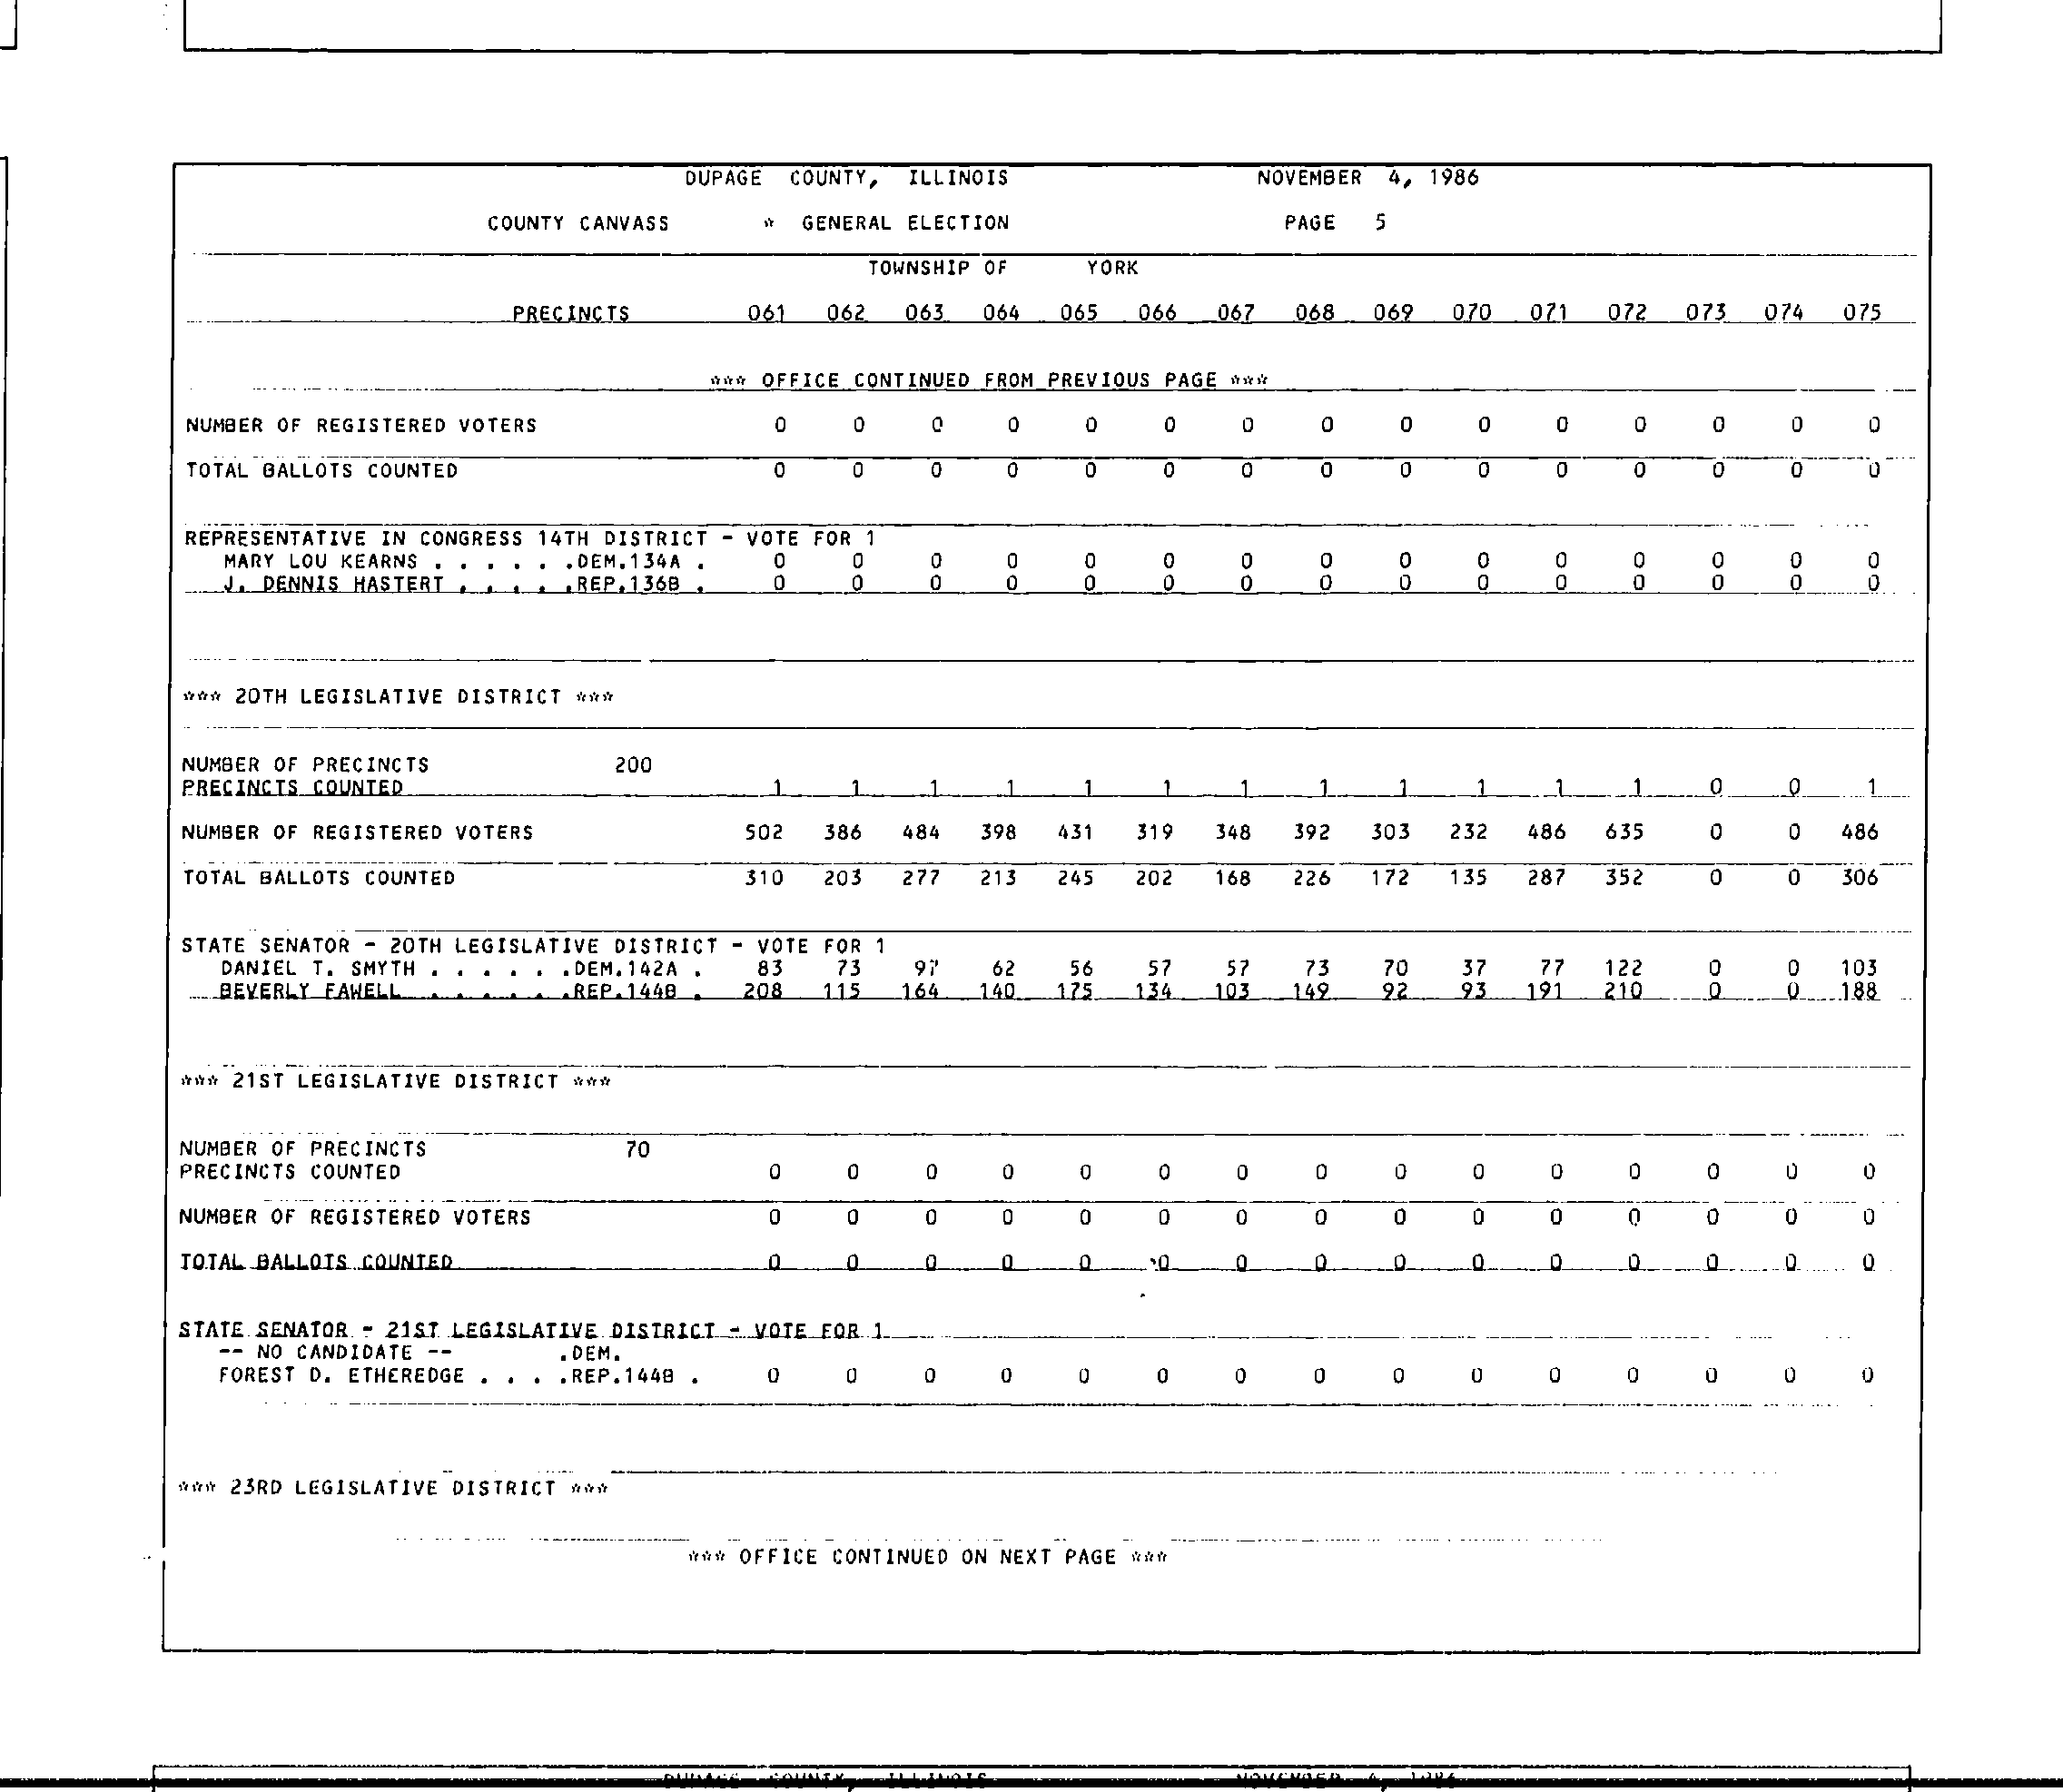 DUPAGE COUNTY, ILLINOIS NOVEMBER 4, 1986
COUNTY CANVASS * GENERAL ELECTION PAGE 5
TOWNSHIP OF YORK
PRECINCTS 061 062 063 064 065 066 067 068 069 070 071 072 073 074 075
*** OFFICE CONTINUED FROM PREVIOUS PAGE ***
NUMBER OF REGISTERED VOTERS 0 0 0 0 0 0 0 0 0 0 0 0 0 0 0
TOTAL BALLOTS COUNTED 0 0 0 0 0 0 0 0 0 0 0 0 0 0 0
REPRESENTATIVE IN CONGRESS 14TH DISTRICT - VOTE FOR 1
MARY LOU KEARNS . . . . . .DEM.134A . 0 0 0 0 0 0 0 0 0 0 0 0 0 0 0
J. DENNIS HASTERT . . . . .REP.136B . 0 0 0 0 0 0 0 0 0 0 0 0 0 0 0
*** 20TH LEGISLATIVE DISTRICT ***
NUMBER OF PRECINCTS 200
PRECINCTS COUNTED 1 1 1 1 1 1 1 1 1 1 1 1 0 0 1
NUMBER OF REGISTERED VOTERS 502 386 484 398 431 319 348 392 303 232 486 635 0 0 486
TOTAL BALLOTS COUNTED 310 203 277 213 245 202 168 226 172 135 287 352 0 0 306
STATE SENATOR - 20TH LEGISLATIVE DISTRICT - VOTE FOR 1
DANIEL T. SMYTH . . . . . .DEM.142A . 83 73 97 62 56 57 57 73 70 37 77 122 0 0 103
BEVERLY FAWELL . . . . . .REP.144B . 208 115 164 140 175 134 103 149 92 93 191 210 0 0 188
*** 21ST LEGISLATIVE DISTRICT ***
NUMBER OF PRECINCTS 70
PRECINCTS COUNTED 0 0 0 0 0 0 0 0 0 0 0 0 0 0 0
NUMBER OF REGISTERED VOTERS 0 0 0 0 0 0 0 0 0 0 0 0 0 0 0
TOTAL BALLOTS COUNTED 0 0 0 0 0 0 0 0 0 0 0 0 0 0 0
STATE SENATOR - 21ST LEGISLATIVE DISTRICT - VOTE FOR 1
-- NO CANDIDATE -- .DEM.
FOREST D. ETHEREDGE . . . .REP.144B . 0 0 0 0 0 0 0 0 0 0 0 0 0 0 0
*** 23RD LEGISLATIVE DISTRICT ***
*** OFFICE CONTINUED ON NEXT PAGE ***
DUPAGE COUNTY, ILLINOIS NOVEMBER 4, 1986